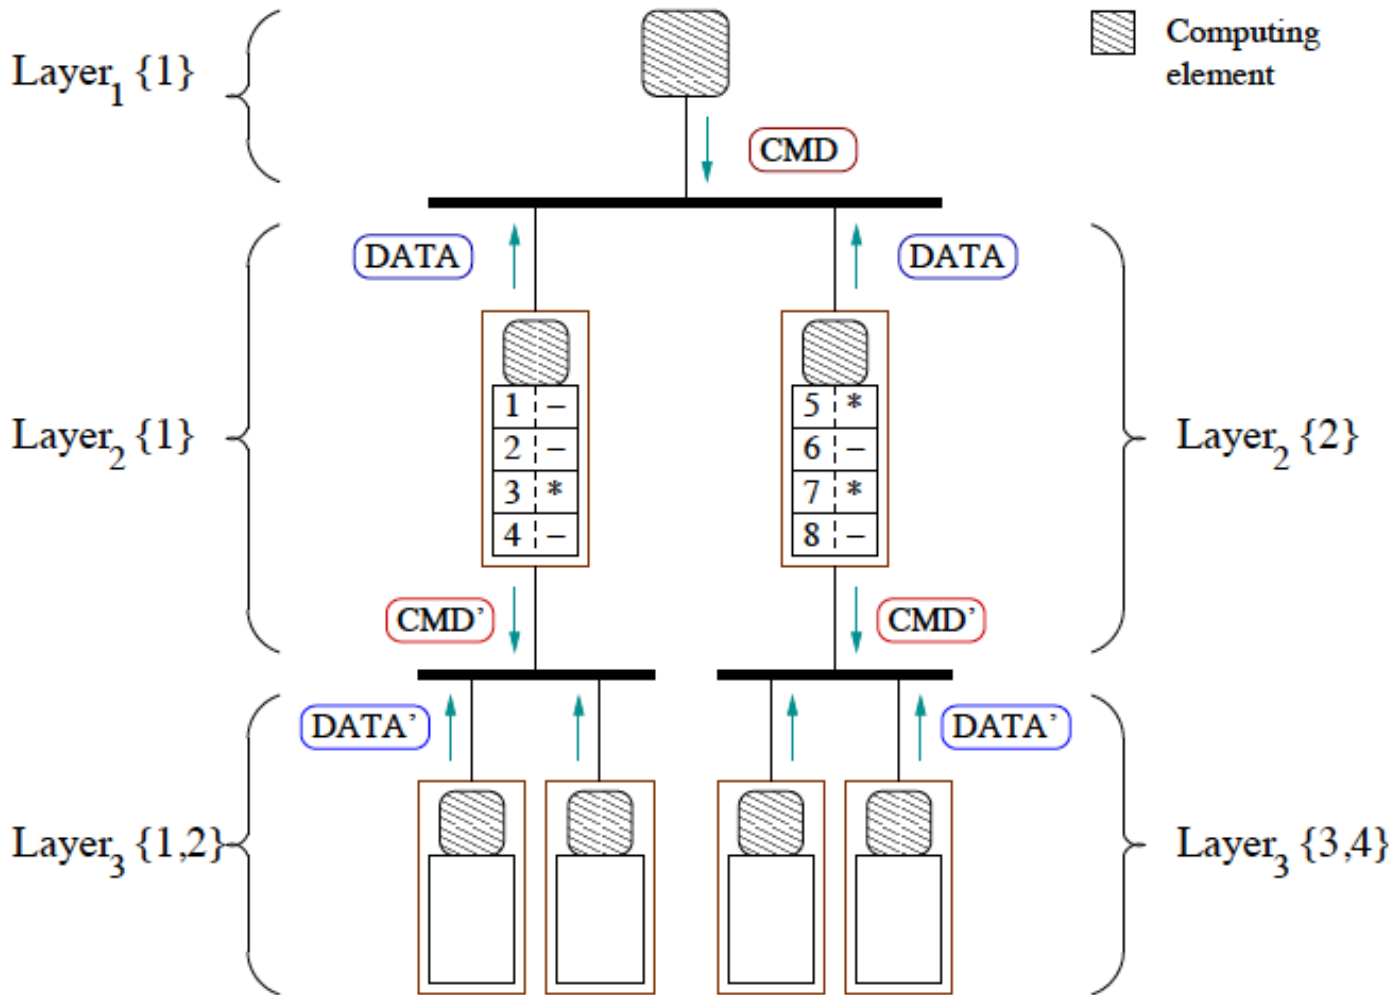 Layer₁ {1}
Computing
element
CMD
DATA
DATA
Layer₂ {1}
1 –
2 –
3 *
4 –
5 *
6 –
7 *
8 –
Layer₂ {2}
CMD’
CMD’
DATA’
DATA’
Layer₃ {1,2}
Layer₃ {3,4}